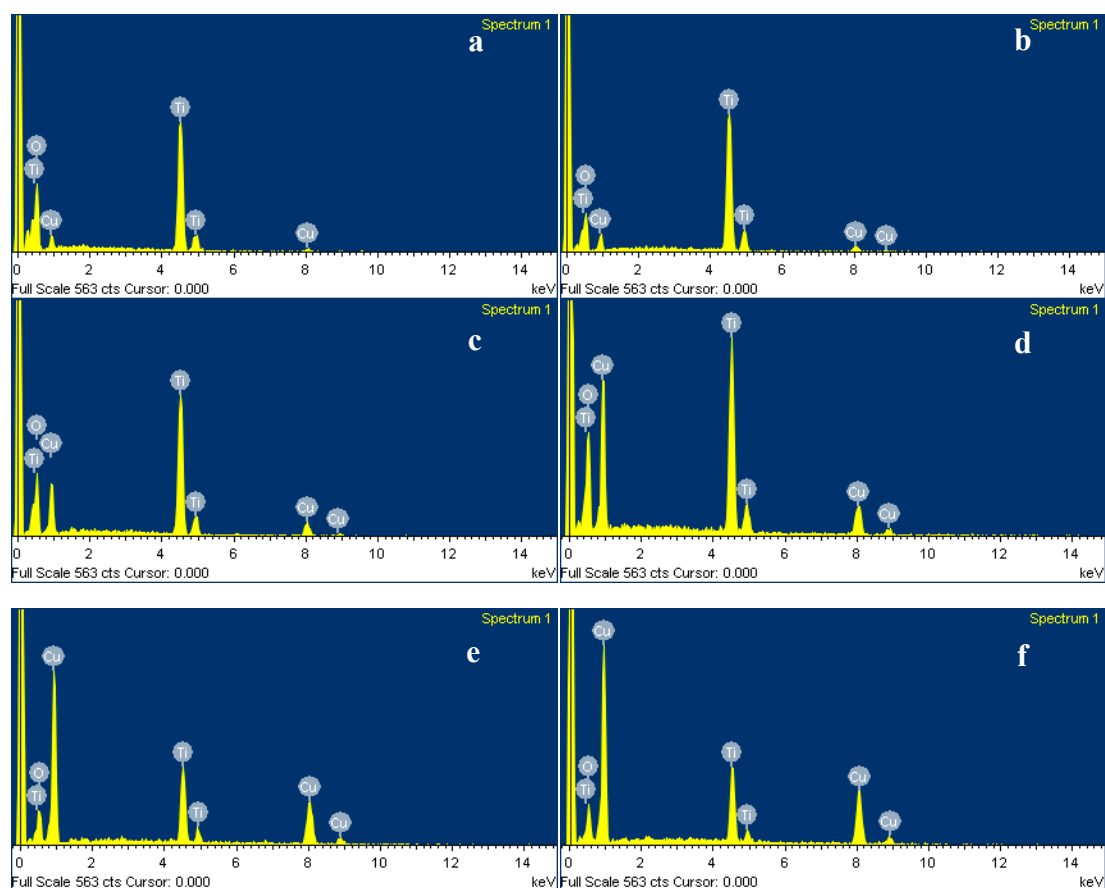 Spectrum 1
a
O
Ti
Cu
Ti
Ti
Cu
0 2 4 6 8 10 12 14
Full Scale 563 cts Cursor: 0.000 keV
Spectrum 1
b
O
Ti
Cu
Ti
Ti
Cu
Cu
0 2 4 6 8 10 12 14
Full Scale 563 cts Cursor: 0.000 keV
Spectrum 1
c
O
Cu
Ti
Ti
Ti
Cu
Cu
0 2 4 6 8 10 12 14
Full Scale 563 cts Cursor: 0.000 keV
Spectrum 1
d
Cu
O
Ti
Ti
Ti
Cu
Cu
0 2 4 6 8 10 12 14
Full Scale 563 cts Cursor: 0.000 keV
Spectrum 1
e
Cu
O
Ti
Ti
Ti
Cu
Cu
0 2 4 6 8 10 12 14
Full Scale 563 cts Cursor: 0.000 keV
Spectrum 1
f
Cu
O
Ti
Ti
Ti
Cu
Cu
0 2 4 6 8 10 12 14
Full Scale 563 cts Cursor: 0.000 keV